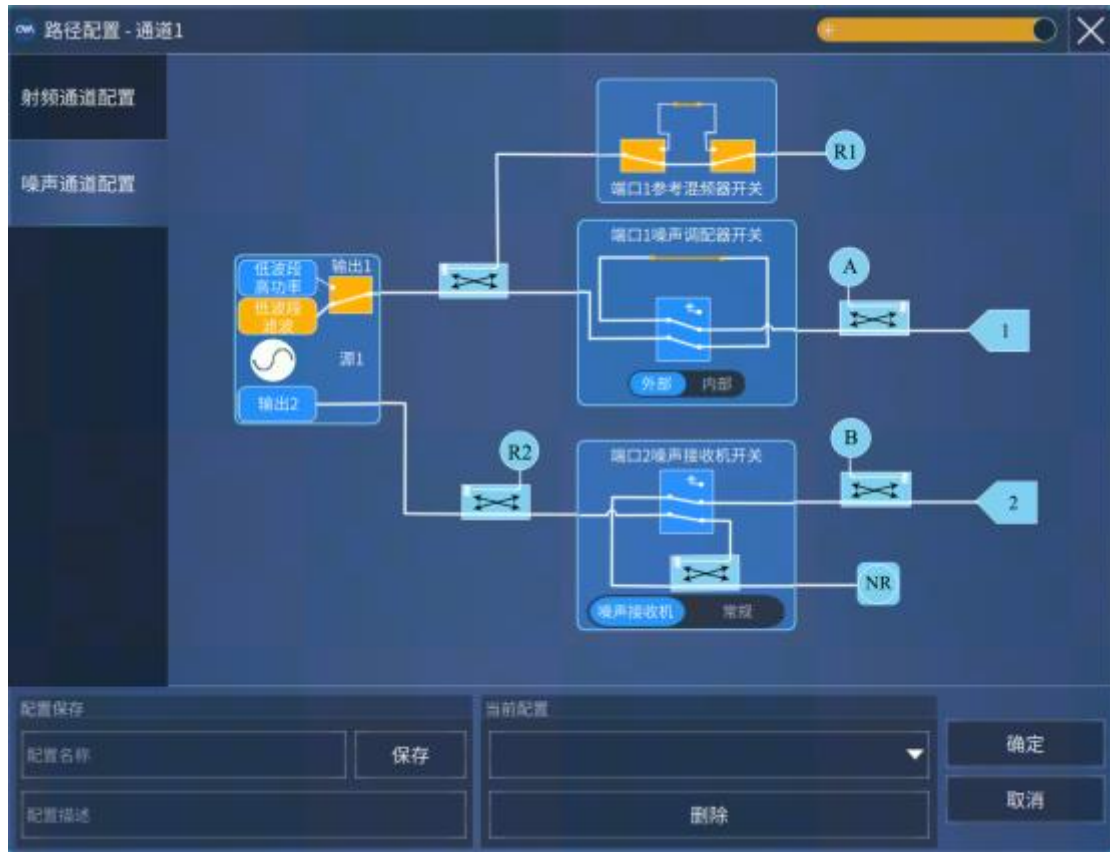 路径配置 - 通道1
射频通道配置
噪声通道配置
R1
端口1参考混频器开关
端口1噪声调配器开关
低波段
高功率
输出1
低波段
滤波
源1
输出2
A
1
外部
内部
R2
端口2噪声接收机开关
B
2
NR
噪声接收机
常规
配置保存
配置名称
保存
配置描述
当前配置
删除
确定
取消